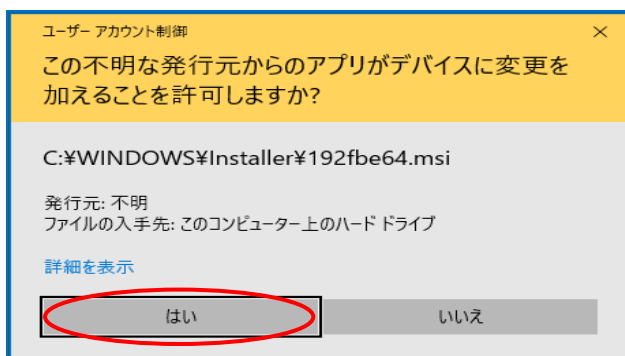 ユーザー アカウント制御
この不明な発行元からのアプリがデバイスに変更を
加えることを許可しますか?
C:¥WINDOWS¥Installer¥192fbe64.msi
発行元: 不明
ファイルの入手先: このコンピューター上のハード ドライブ
詳細を表示
はい
いいえ